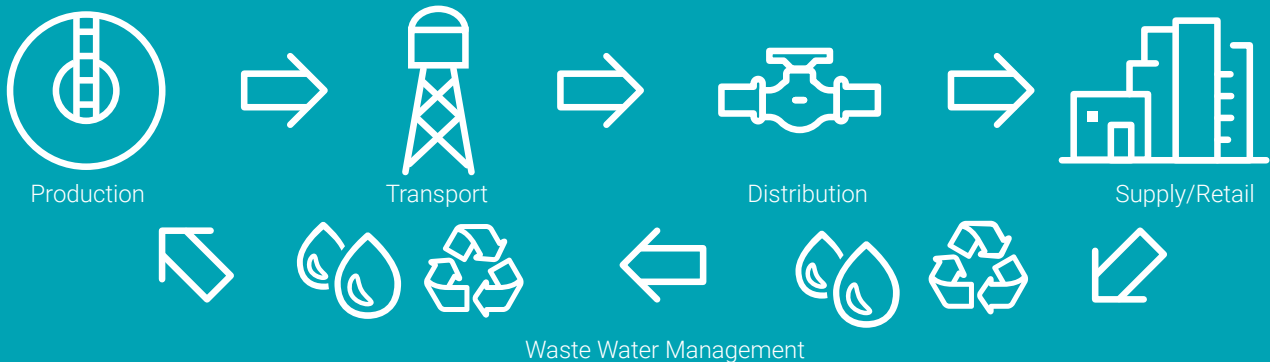 Production
Transport
Distribution
Supply/Retail
Waste Water Management